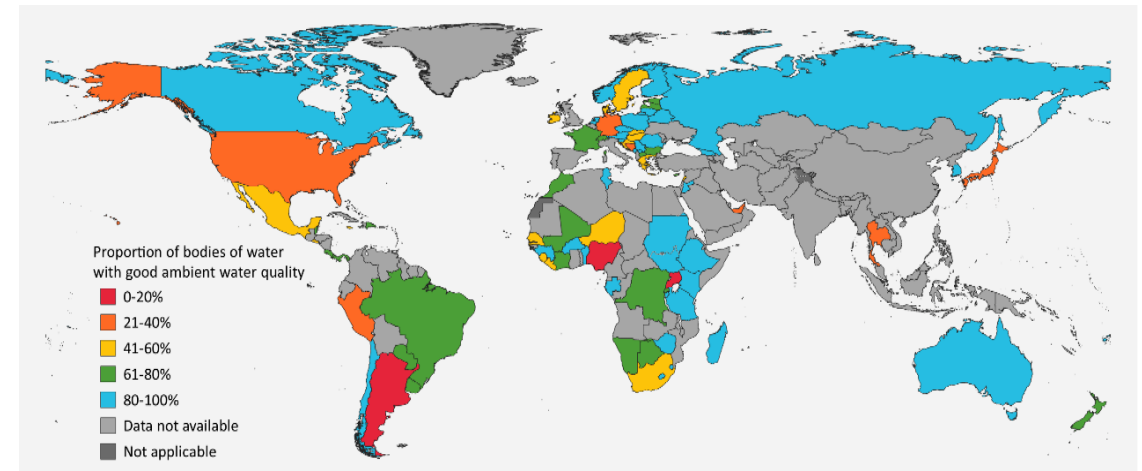 Proportion of bodies of water
with good ambient water quality
0-20%
21-40%
41-60%
61-80%
80-100%
Data not available
Not applicable